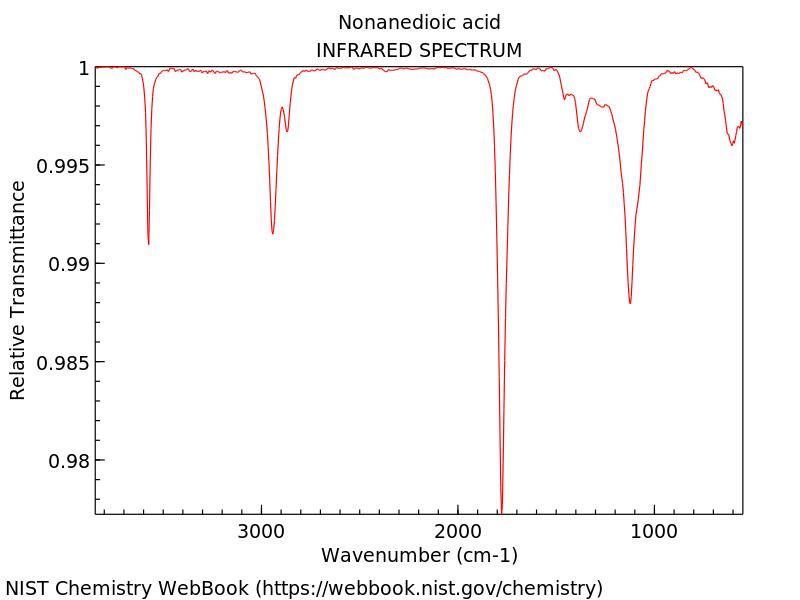 Nonanedioic acid
INFRARED SPECTRUM
1
0.995
0.99
0.985
0.98
Relative Transmittance
3000 2000 1000
Wavenumber (cm-1)
NIST Chemistry WebBook (https://webbook.nist.gov/chemistry)